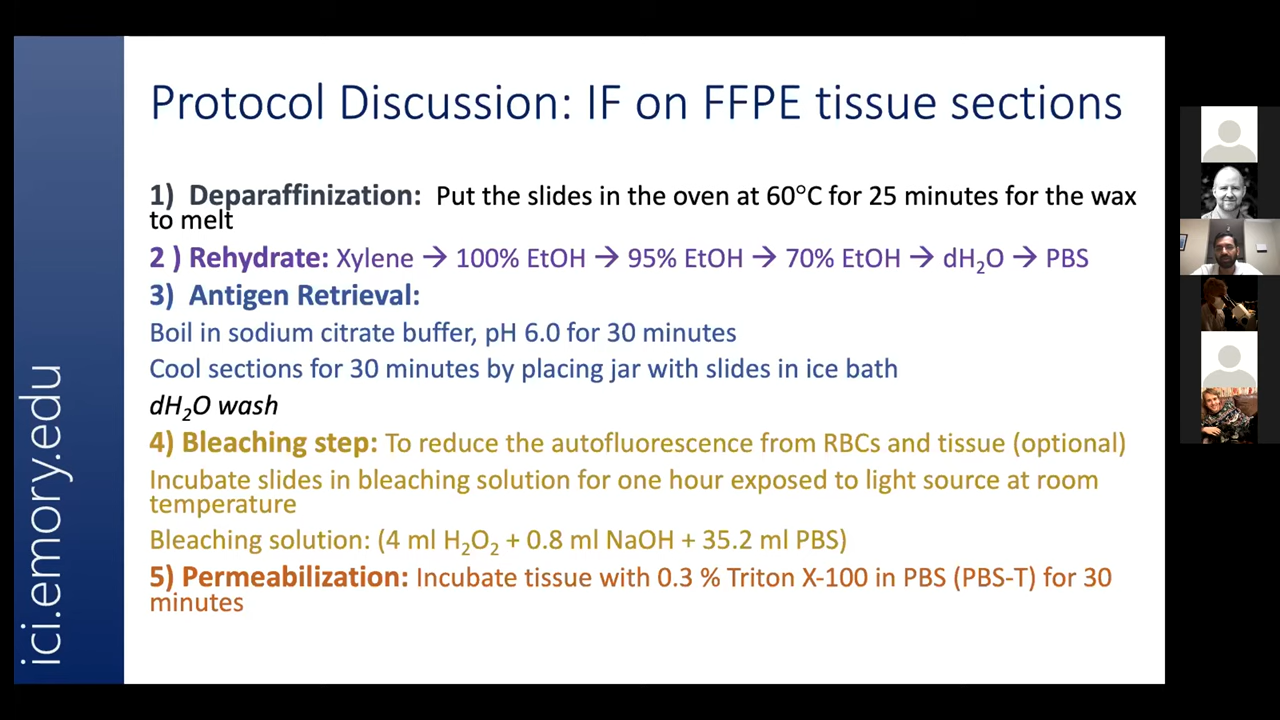 Protocol Discussion: IF on FFPE tissue sections
1) Deparaffinization: Put the slides in the oven at 60°C for 25 minutes for the wax
to melt
2 ) Rehydrate: Xylene → 100% EtOH → 95% EtOH → 70% EtOH → dH₂O → PBS
3) Antigen Retrieval:
Boil in sodium citrate buffer, pH 6.0 for 30 minutes
Cool sections for 30 minutes by placing jar with slides in ice bath
dH₂O wash
4) Bleaching step: To reduce the autofluorescence from RBCs and tissue (optional)
Incubate slides in bleaching solution for one hour exposed to light source at room
temperature
Bleaching solution: (4 ml H₂O₂ + 0.8 ml NaOH + 35.2 ml PBS)
5) Permeabilization: Incubate tissue with 0.3 % Triton X-100 in PBS (PBS-T) for 30
minutes
ici.emory.edu